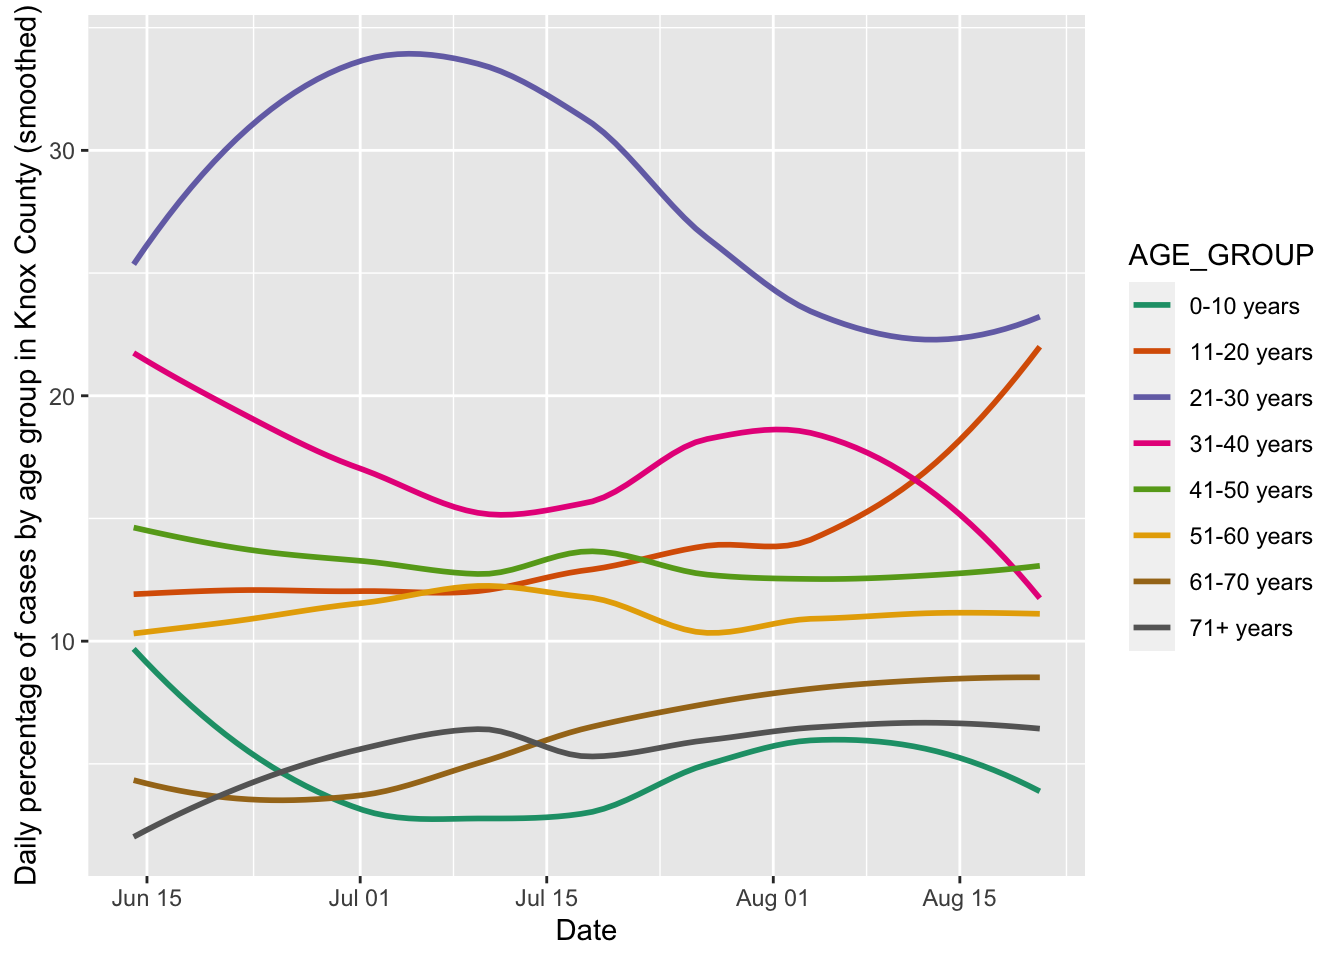 Daily percentage of cases by age group in Knox County (smoothed)
30
20
10
Jun 15
Jul 01
Jul 15
Aug 01
Aug 15
Date
AGE_GROUP
0-10 years
11-20 years
21-30 years
31-40 years
41-50 years
51-60 years
61-70 years
71+ years